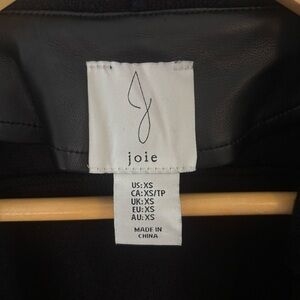 joie
US: XS
CA: XS/TP
UK: XS
EU: XS
AU: XS
MADE IN
CHINA